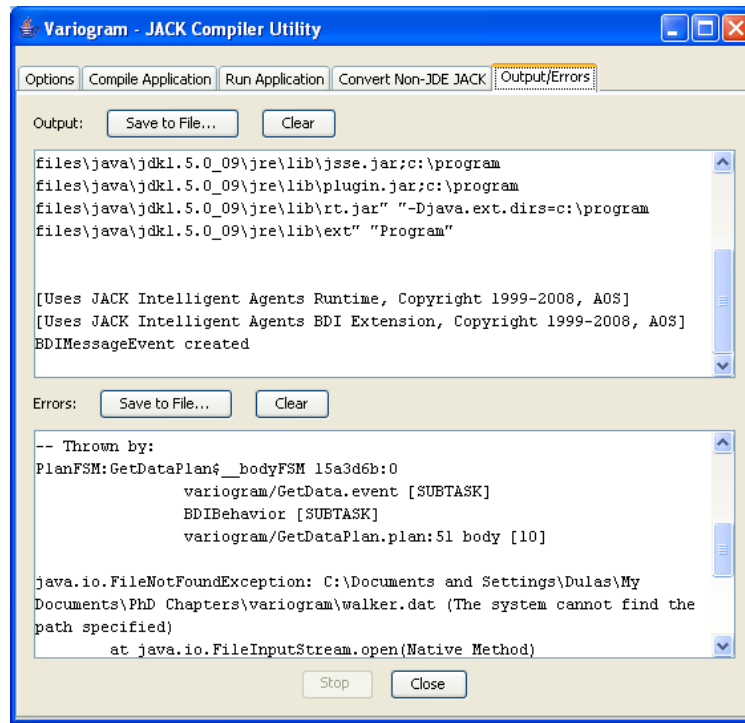 Variogram - JACK Compiler Utility
Options Compile Application Run Application Convert Non-JDE JACK Output/Errors
Output: Save to File... Clear
files\java\jdk1.5.0_09\jre\lib\jsse.jar;c:\program
files\java\jdk1.5.0_09\jre\lib\plugin.jar;c:\program
files\java\jdk1.5.0_09\jre\lib\rt.jar" "-Djava.ext.dirs=c:\program
files\java\jdk1.5.0_09\jre\lib\ext" "Program"
[Uses JACK Intelligent Agents Runtime, Copyright 1999-2008, AOS]
[Uses JACK Intelligent Agents BDI Extension, Copyright 1999-2008, AOS]
BDIMessageEvent created
Errors: Save to File... Clear
-- Thrown by:
PlanFSM:GetDataPlan$__bodyFSM 15a3d6b:0
variogram/GetData.event [SUBTASK]
BDIBehavior [SUBTASK]
variogram/GetDataPlan.plan:51 body [10]
java.io.FileNotFoundException: C:\Documents and Settings\Dulas\My
Documents\PhD Chapters\variogram\walker.dat (The system cannot find the
path specified)
at java.io.FileInputStream.open(Native Method)
Stop Close